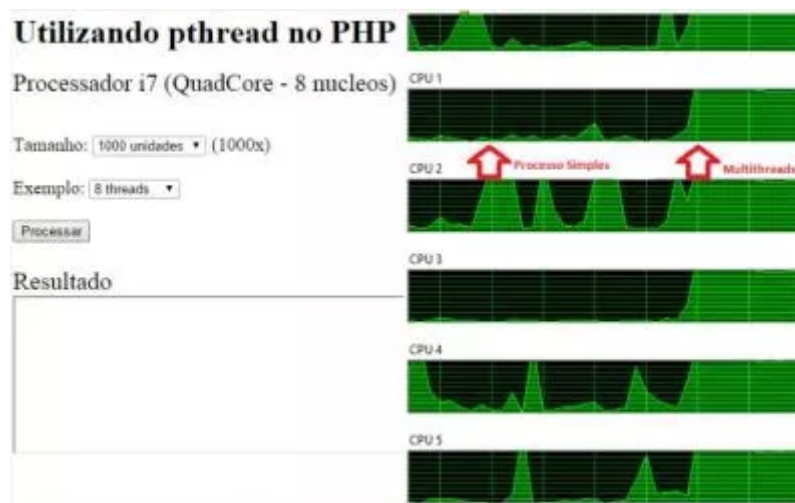 Utilizando pthread no PHP
Processador i7 (QuadCore - 8 nucleos)
Tamanho: 1000 unidades (1000x)
Exemplo: 8 threads
Processar
Resultado
CPU 1
Processo Simples
Multithreads
CPU 2
CPU 3
CPU 4
CPU 5